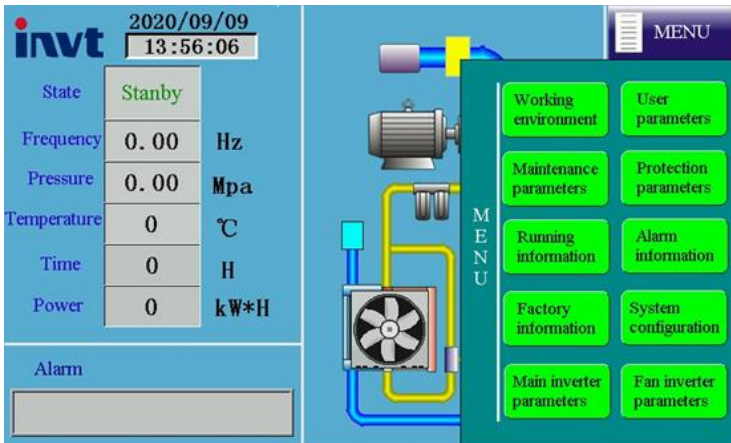 invt
2020/09/09
13:56:06
State
Stanby
Frequency
0.00
Hz
Pressure
0.00
Mpa
Temperature
0
℃
Time
0
H
Power
0
kW*H
Alarm
MENU
MENU
Working
environment
User
parameters
Maintenance
parameters
Protection
parameters
Running
information
Alarm
information
Factory
information
System
configuration
Main inverter
parameters
Fan inverter
parameters